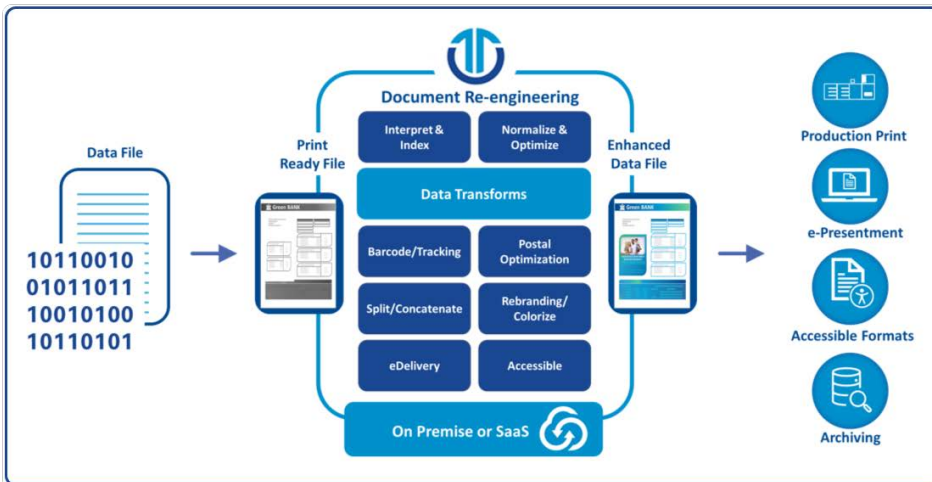 Data File
10110010
01011011
10010100
10110101
Print
Ready File
Green BANK
Document Re-engineering
Interpret &
Index
Normalize &
Optimize
Data Transforms
Barcode/Tracking
Postal
Optimization
Split/Concatenate
Rebranding/
Colorize
eDelivery
Accessible
On Premise or SaaS
Enhanced
Data File
Green BANK
Production Print
e-Presentment
Accessible Formats
Archiving